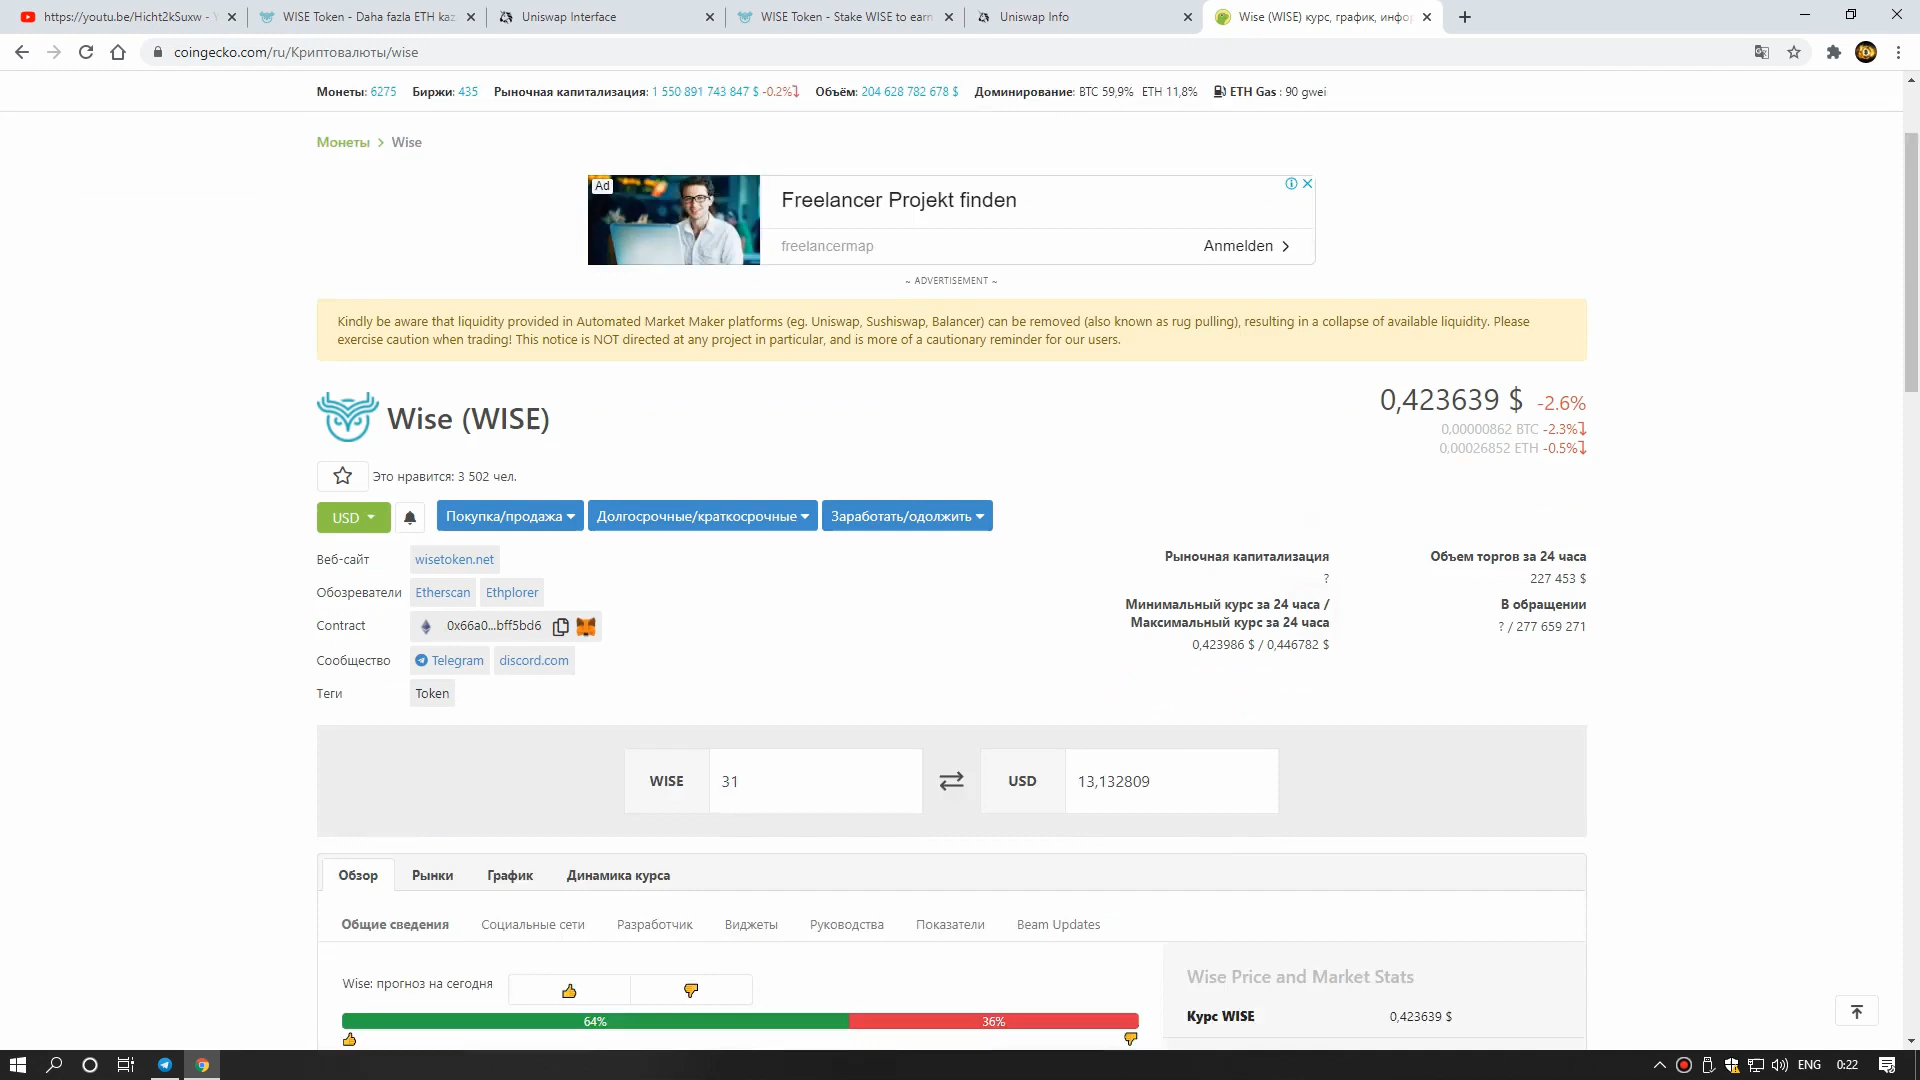 https://youtu.be/Hicht2kSuxw - Y
WISE Token - Daha fazla ETH kaz
Uniswap Interface
WISE Token - Stake WISE to earn
Uniswap Info
Wise (WISE) курс, график, инфор
coingecko.com/ru/Криптовалюты/wise
Монеты: 6275 Биржи: 435 Рыночная капитализация: 1 550 891 743 847 $ -0.2% Объём: 204 628 782 678 $ Доминирование: BTC 59,9% ETH 11,8% ETH Gas : 90 gwei
Монеты > Wise
Ad
Freelancer Projekt finden
freelancermap
Anmelden
~ ADVERTISEMENT ~
Kindly be aware that liquidity provided in Automated Market Maker platforms (eg. Uniswap, Sushiswap, Balancer) can be removed (also known as rug pulling), resulting in a collapse of available liquidity. Please
exercise caution when trading! This notice is NOT directed at any project in particular, and is more of a cautionary reminder for our users.
Wise (WISE)
0,423639 $ -2.6%
0,00000862 BTC -2.3%
0,00026852 ETH -0.5%
Это нравится: 3 502 чел.
USD
Покупка/продажа
Долгосрочные/краткосрочные
Заработать/одолжить
Веб-сайт wisetoken.net
Обозреватели Etherscan Ethplorer
Contract 0x66a0...bff5bd6
Сообщество Telegram discord.com
Теги Token
Рыночная капитализация
?
Минимальный курс за 24 часа /
Максимальный курс за 24 часа
0,423986 $ / 0,446782 $
Объем торгов за 24 часа
227 453 $
В обращении
? / 277 659 271
WISE 31 USD 13,132809
Обзор Рынки График Динамика курса
Общие сведения Социальные сети Разработчик Виджеты Руководства Показатели Beam Updates
Wise: прогноз на сегодня
64% 36%
Wise Price and Market Stats
Курс WISE 0,423639 $
ENG 0:22